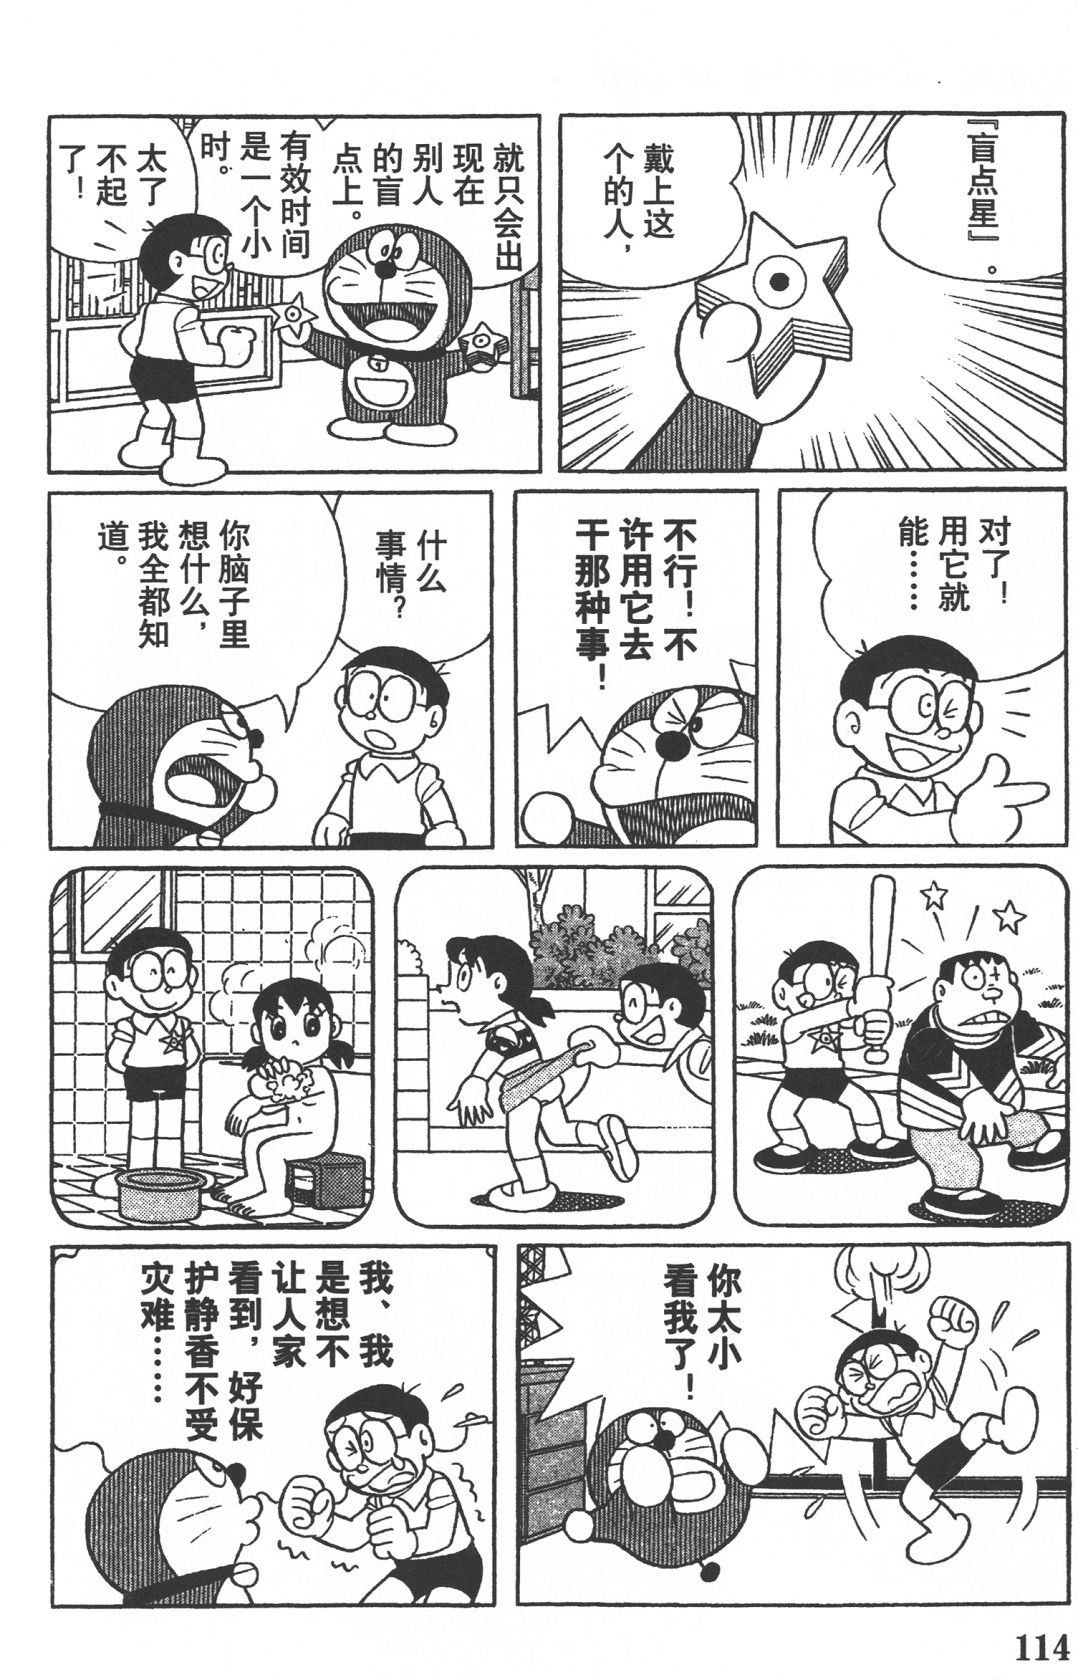 『盲点星』。
戴上这
个的人，
就只会出
现在
别人
的盲
点上。
有效时间
是一个小
时。
太了
不起
了！
对了！
用它就
能……
不行！不
许用它去
干那种事！
什么
事情？
你脑子里
想什么，
我全都知
道。
你太小
看我了！
我、我
是想不
让人家
看到，好保
护静香不受
灾难……
114